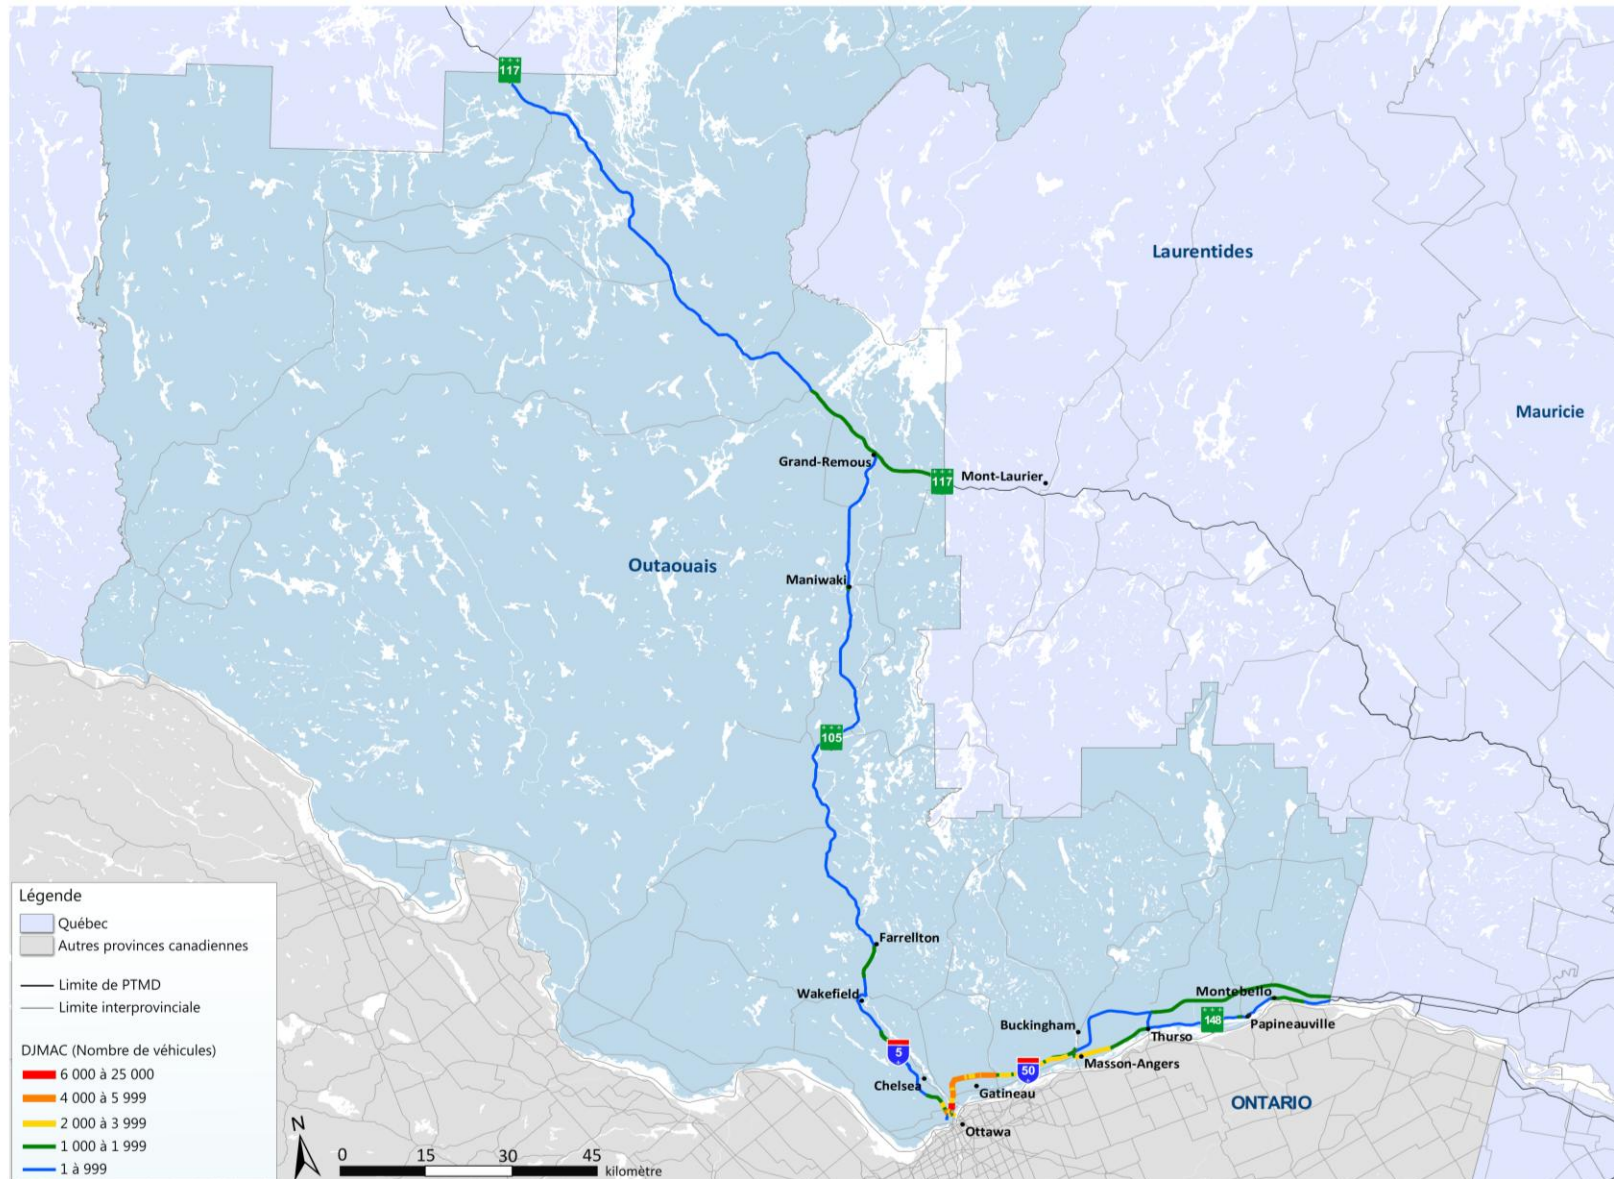 117
Laurentides
Mauricie
Grand-Remous
117
Mont-Laurier
Outaouais
Maniwaki
105
Farrellton
Wakefield
Montebello
148
Papineauville
Buckingham
Thurso
Masson-Angers
5
50
Chelsea
Gatineau
ONTARIO
Ottawa
Légende
Québec
Autres provinces canadiennes
Limite de PTMD
Limite interprovinciale
DJMAC (Nombre de véhicules)
6 000 à 25 000
4 000 à 5 999
2 000 à 3 999
1 000 à 1 999
1 à 999
N
0 15 30 45
kilomètre